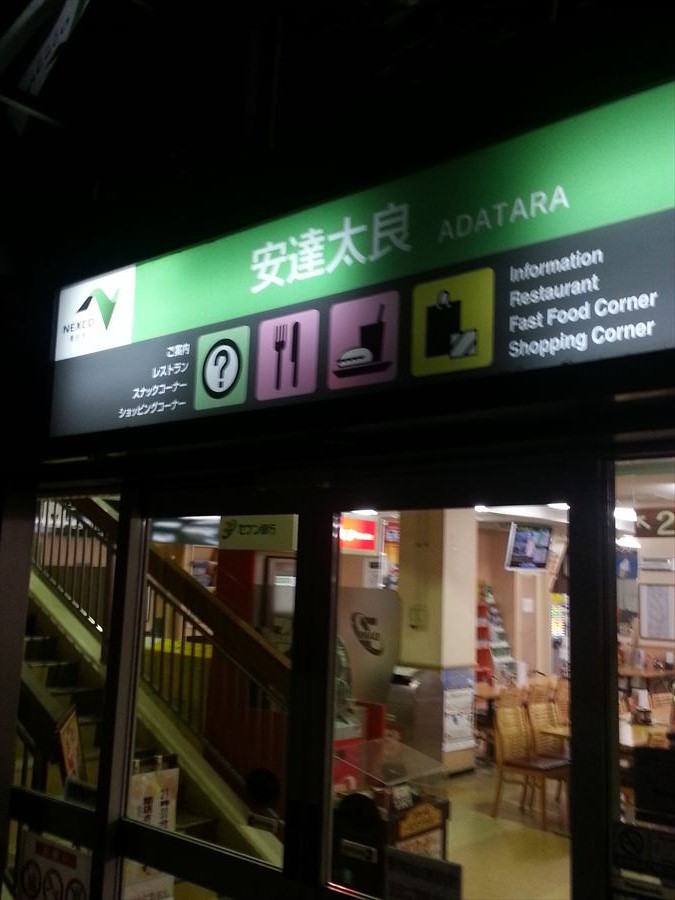 安達太良 ADATARA
NEXCO
ご案内
レストラン
スナックコーナー
ショッピングコーナー
?
Information
Restaurant
Fast Food Corner
Shopping Corner
セブン銀行
2